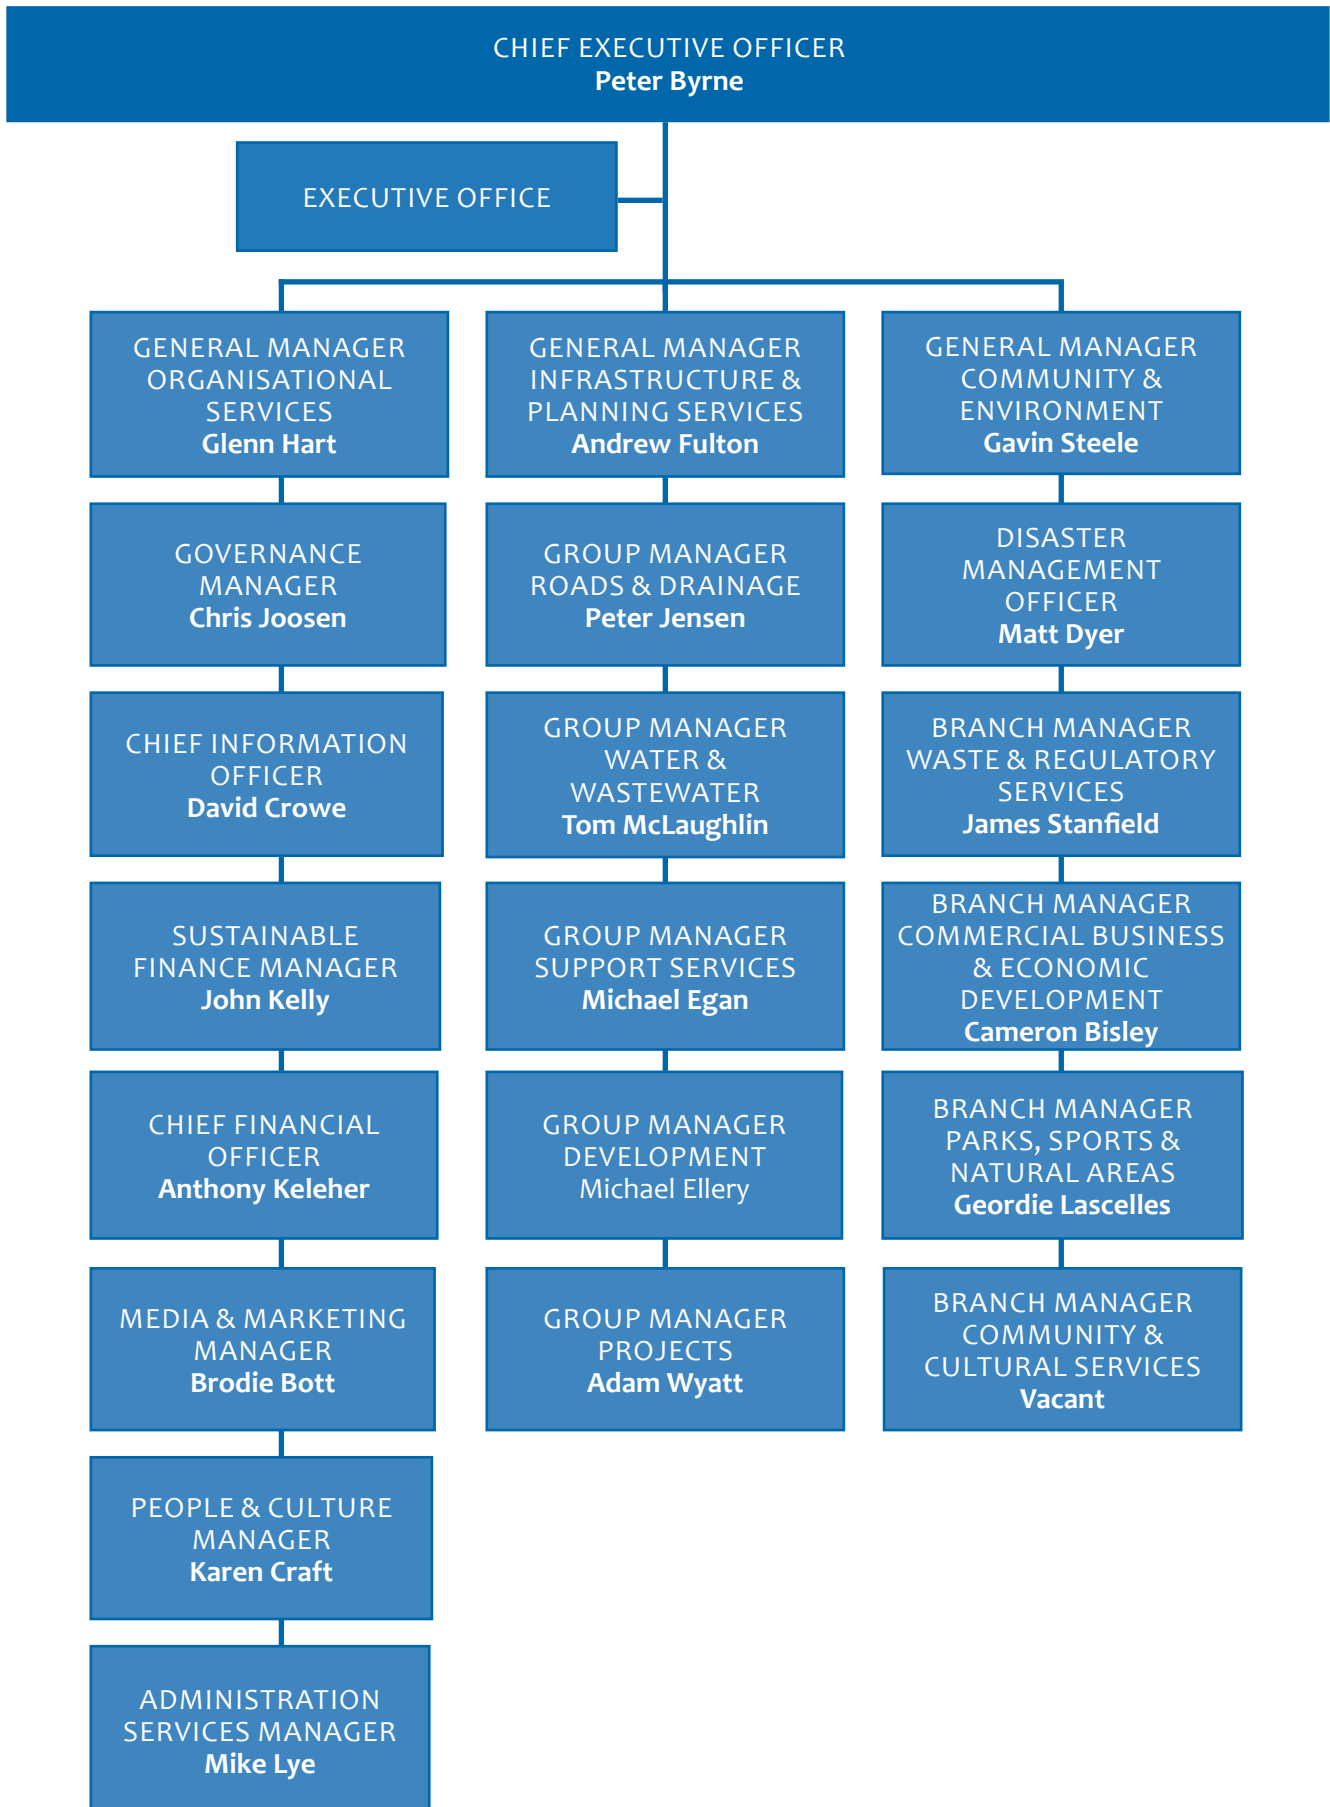 CHIEF EXECUTIVE OFFICER
Peter Byrne
EXECUTIVE OFFICE
GENERAL MANAGER
ORGANISATIONAL
SERVICES
Glenn Hart
GOVERNANCE
MANAGER
Chris Joosen
CHIEF INFORMATION
OFFICER
David Crowe
SUSTAINABLE
FINANCE MANAGER
John Kelly
CHIEF FINANCIAL
OFFICER
Anthony Keleher
MEDIA & MARKETING
MANAGER
Brodie Bott
PEOPLE & CULTURE
MANAGER
Karen Craft
ADMINISTRATION
SERVICES MANAGER
Mike Lye
GENERAL MANAGER
INFRASTRUCTURE &
PLANNING SERVICES
Andrew Fulton
GROUP MANAGER
ROADS & DRAINAGE
Peter Jensen
GROUP MANAGER
WATER &
WASTEWATER
Tom McLaughlin
GROUP MANAGER
SUPPORT SERVICES
Michael Egan
GROUP MANAGER
DEVELOPMENT
Michael Ellery
GROUP MANAGER
PROJECTS
Adam Wyatt
GENERAL MANAGER
COMMUNITY &
ENVIRONMENT
Gavin Steele
DISASTER
MANAGEMENT
OFFICER
Matt Dyer
BRANCH MANAGER
WASTE & REGULATORY
SERVICES
James Stanfield
BRANCH MANAGER
COMMERCIAL BUSINESS
& ECONOMIC
DEVELOPMENT
Cameron Bisley
BRANCH MANAGER
PARKS, SPORTS &
NATURAL AREAS
Geordie Lascelles
BRANCH MANAGER
COMMUNITY &
CULTURAL SERVICES
Vacant